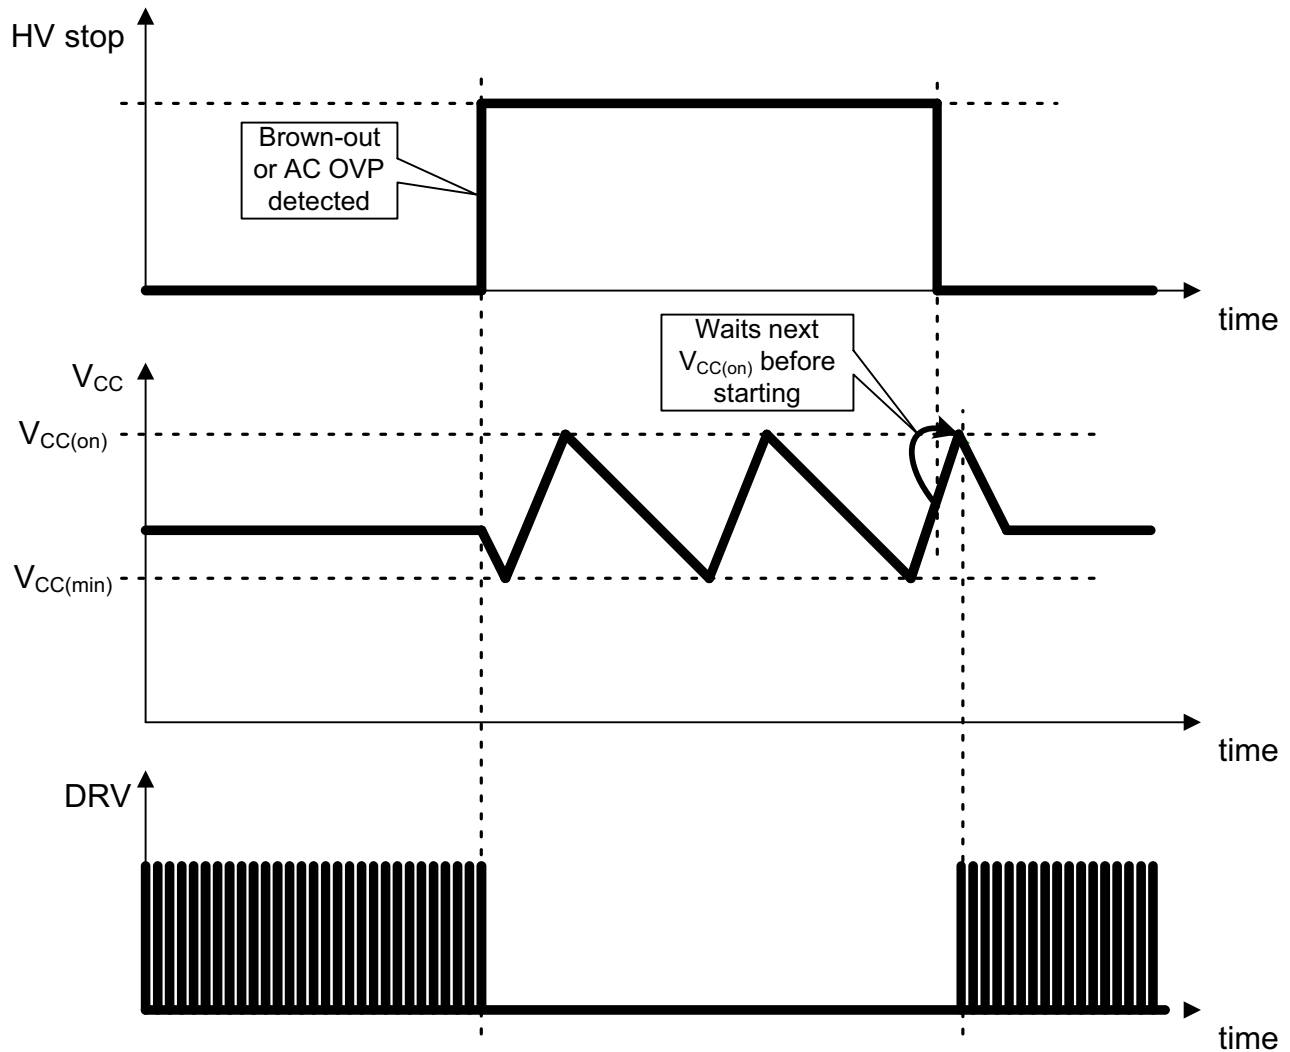 HV stop
Brown-out
or AC OVP
detected
time
Waits next
VCC(on) before
starting
VCC
VCC(on)
VCC(min)
time
DRV
time